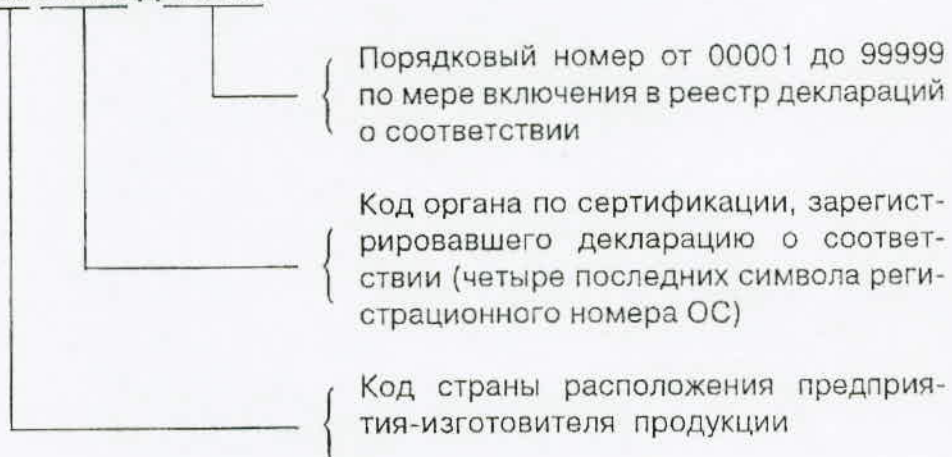 Порядковый номер от 00001 до 99999
по мере включения в реестр деклараций
о соответствии
Код органа по сертификации, зарегист-
рировавшего декларацию о соответ-
ствии (четыре последних символа реги-
страционного номера ОС)
Код страны расположения предприя-
тия-изготовителя продукции